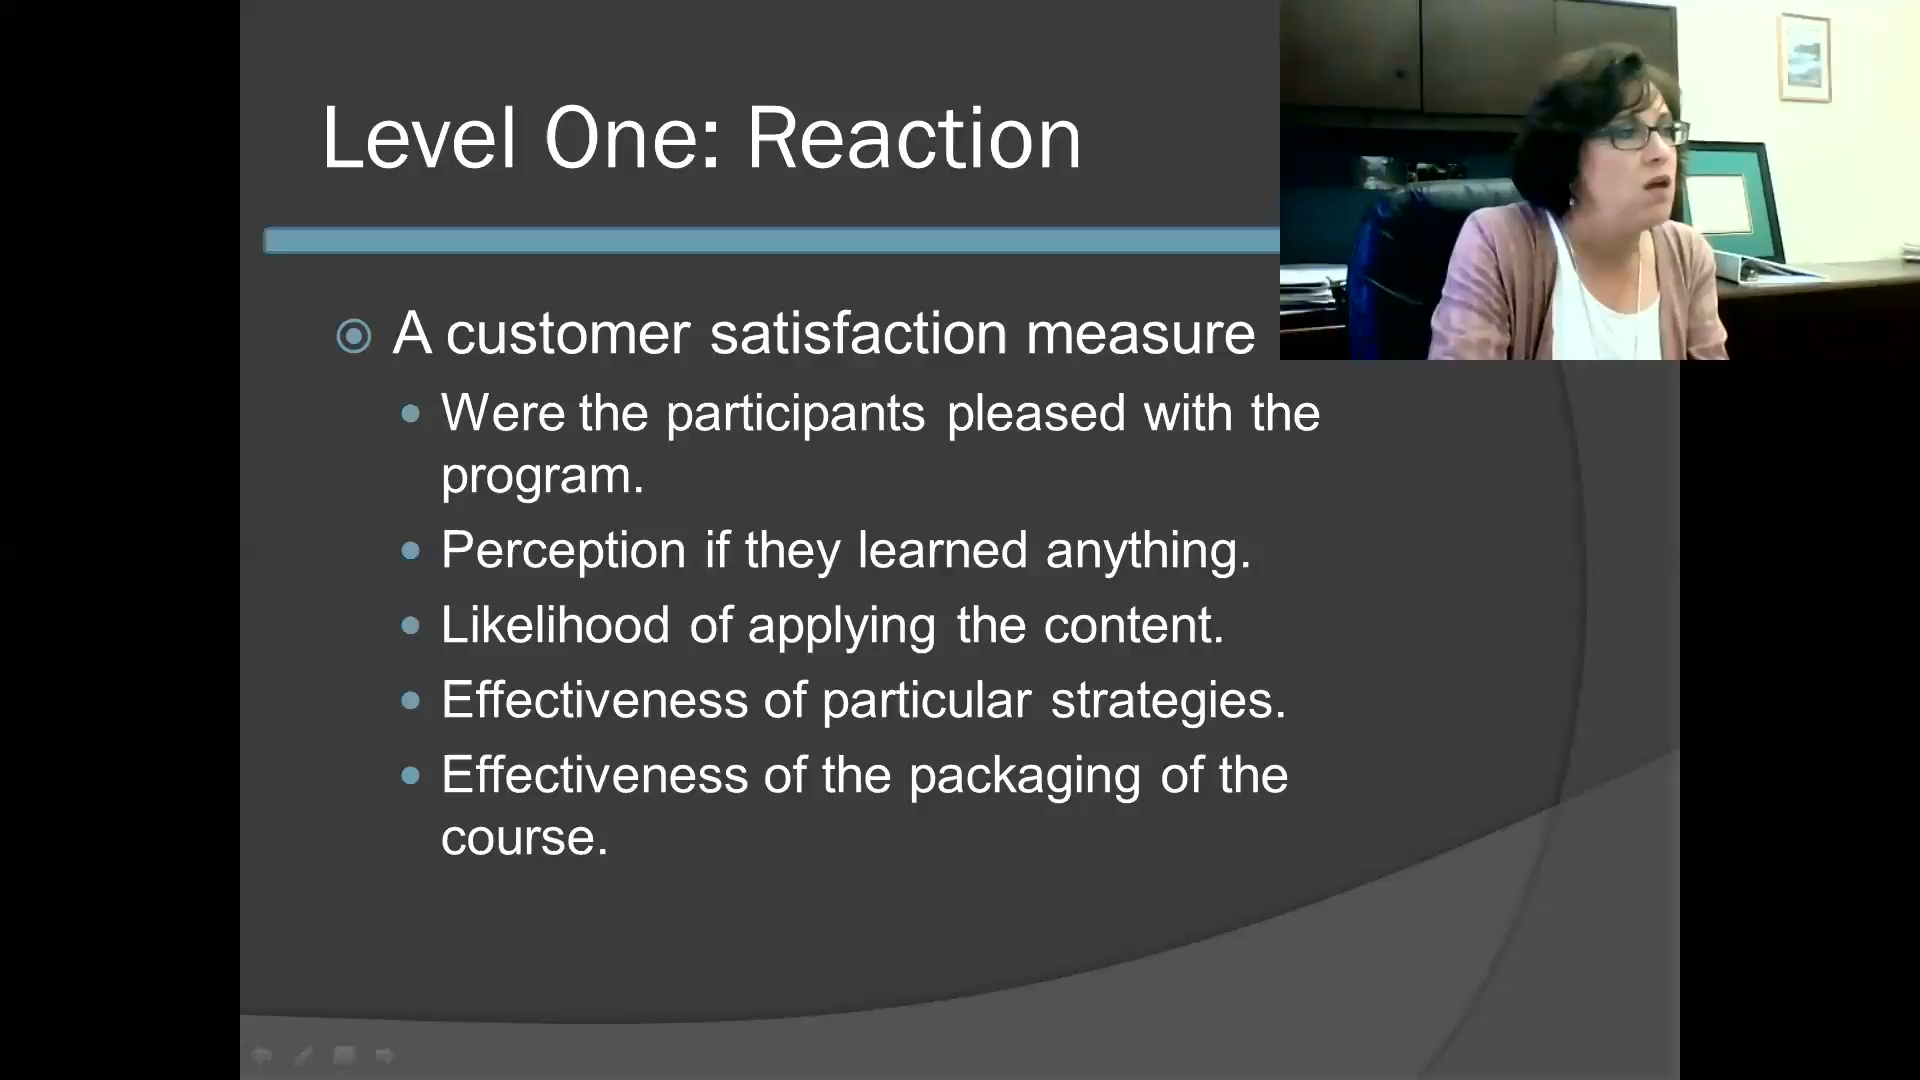 Level One: Reaction
A customer satisfaction measure
Were the participants pleased with the
program.
Perception if they learned anything.
Likelihood of applying the content.
Effectiveness of particular strategies.
Effectiveness of the packaging of the
course.